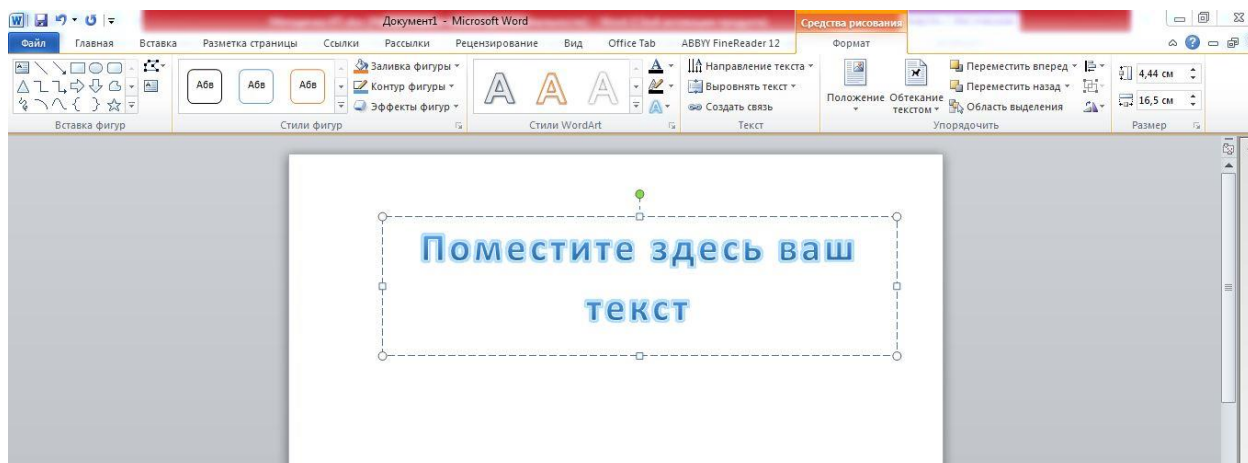 Документ1 - Microsoft Word
Средства рисования
Файл Главная Вставка Разметка страницы Ссылки Рассылки Рецензирование Вид Office Tab ABBYY FineReader 12 Формат
Абв Абв Абв
Заливка фигуры
Контур фигуры
Эффекты фигур
A A A
Направление текста
Выровнять текст
Создать связь
Положение
Обтекание текстом
Переместить вперед
Переместить назад
Область выделения
4,44 см
16,5 см
Вставка фигур Стили фигур Стили WordArt Текст Упорядочить Размер
Поместите здесь ваш
текст